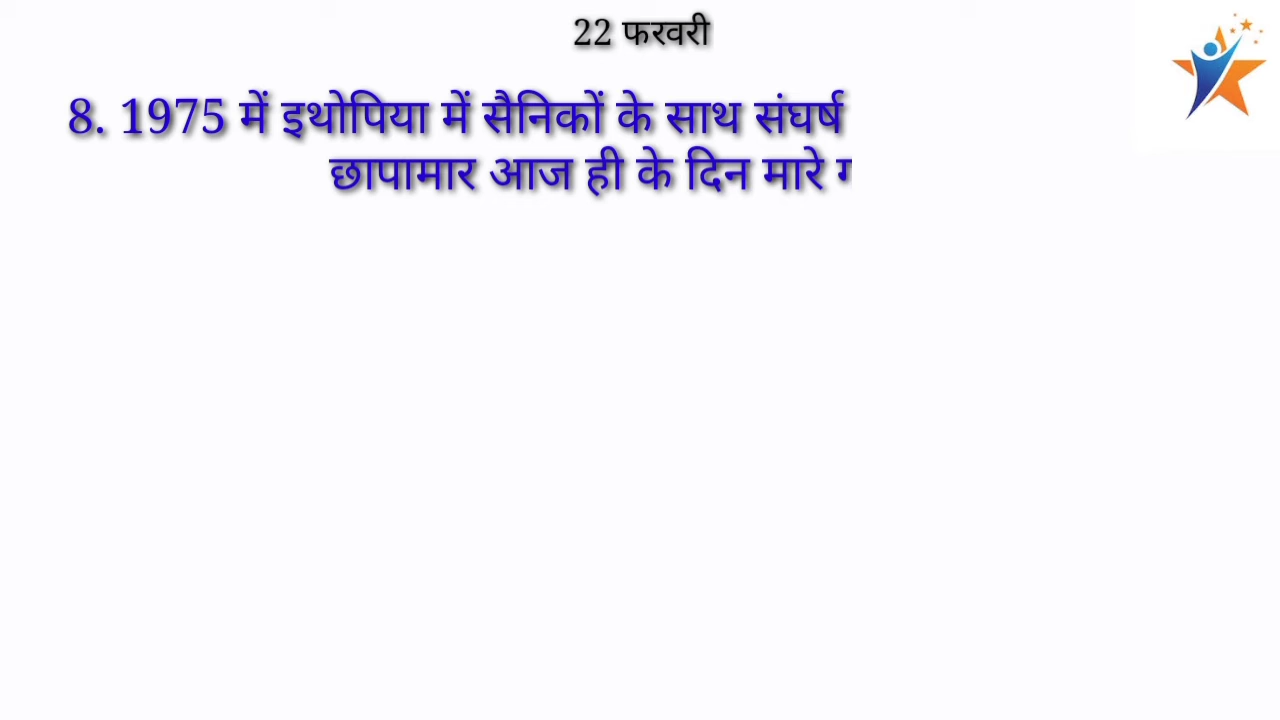 22 फरवरी
8. 1975 में इथोपिया में सैनिकों के साथ संघर्ष
छापामार आज ही के दिन मारे